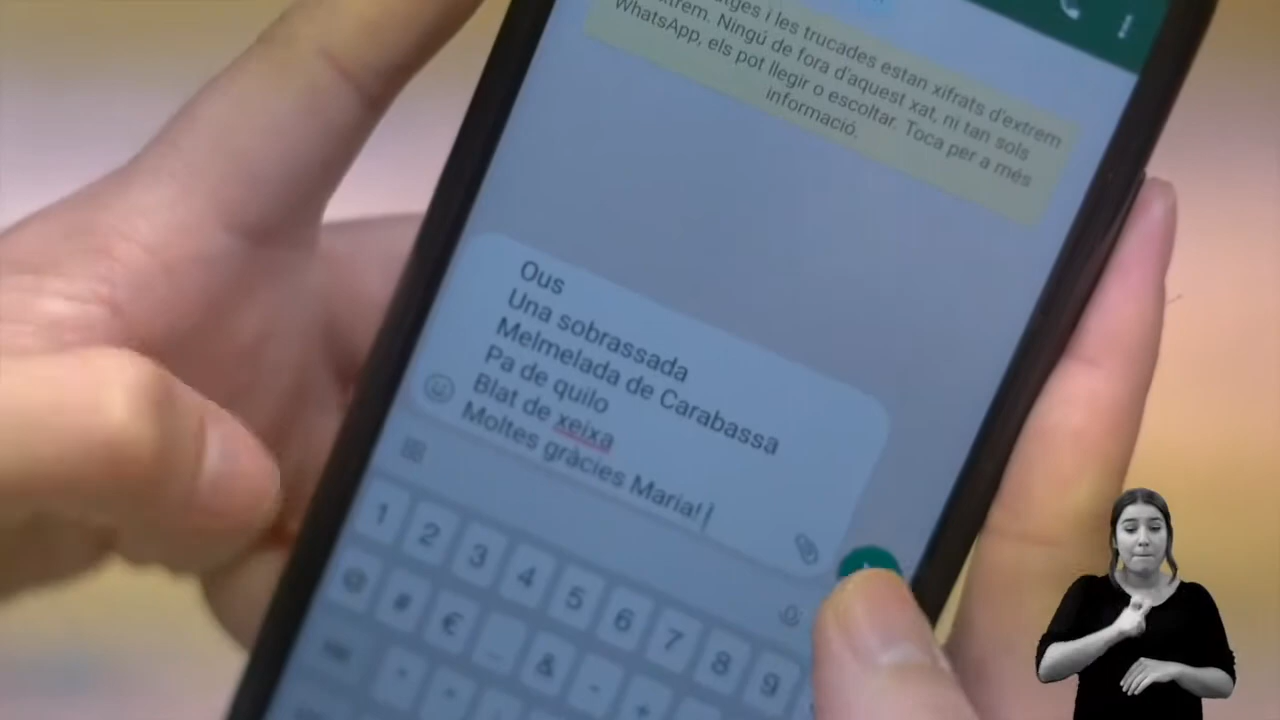 i les trucades estan xifrats d'extrem
extrem. Ningú de fora d'aquest xat, ni tan sols
WhatsApp, els pot llegir o escoltar. Toca per a més
informació.
Ous
Una sobrassada
Melmelada de Carabassa
Pa de quilo
Blat de xeixa
Moltes gràcies Maria!
1 2 3 4 5 6 7 8 9
@ # € _ & - +